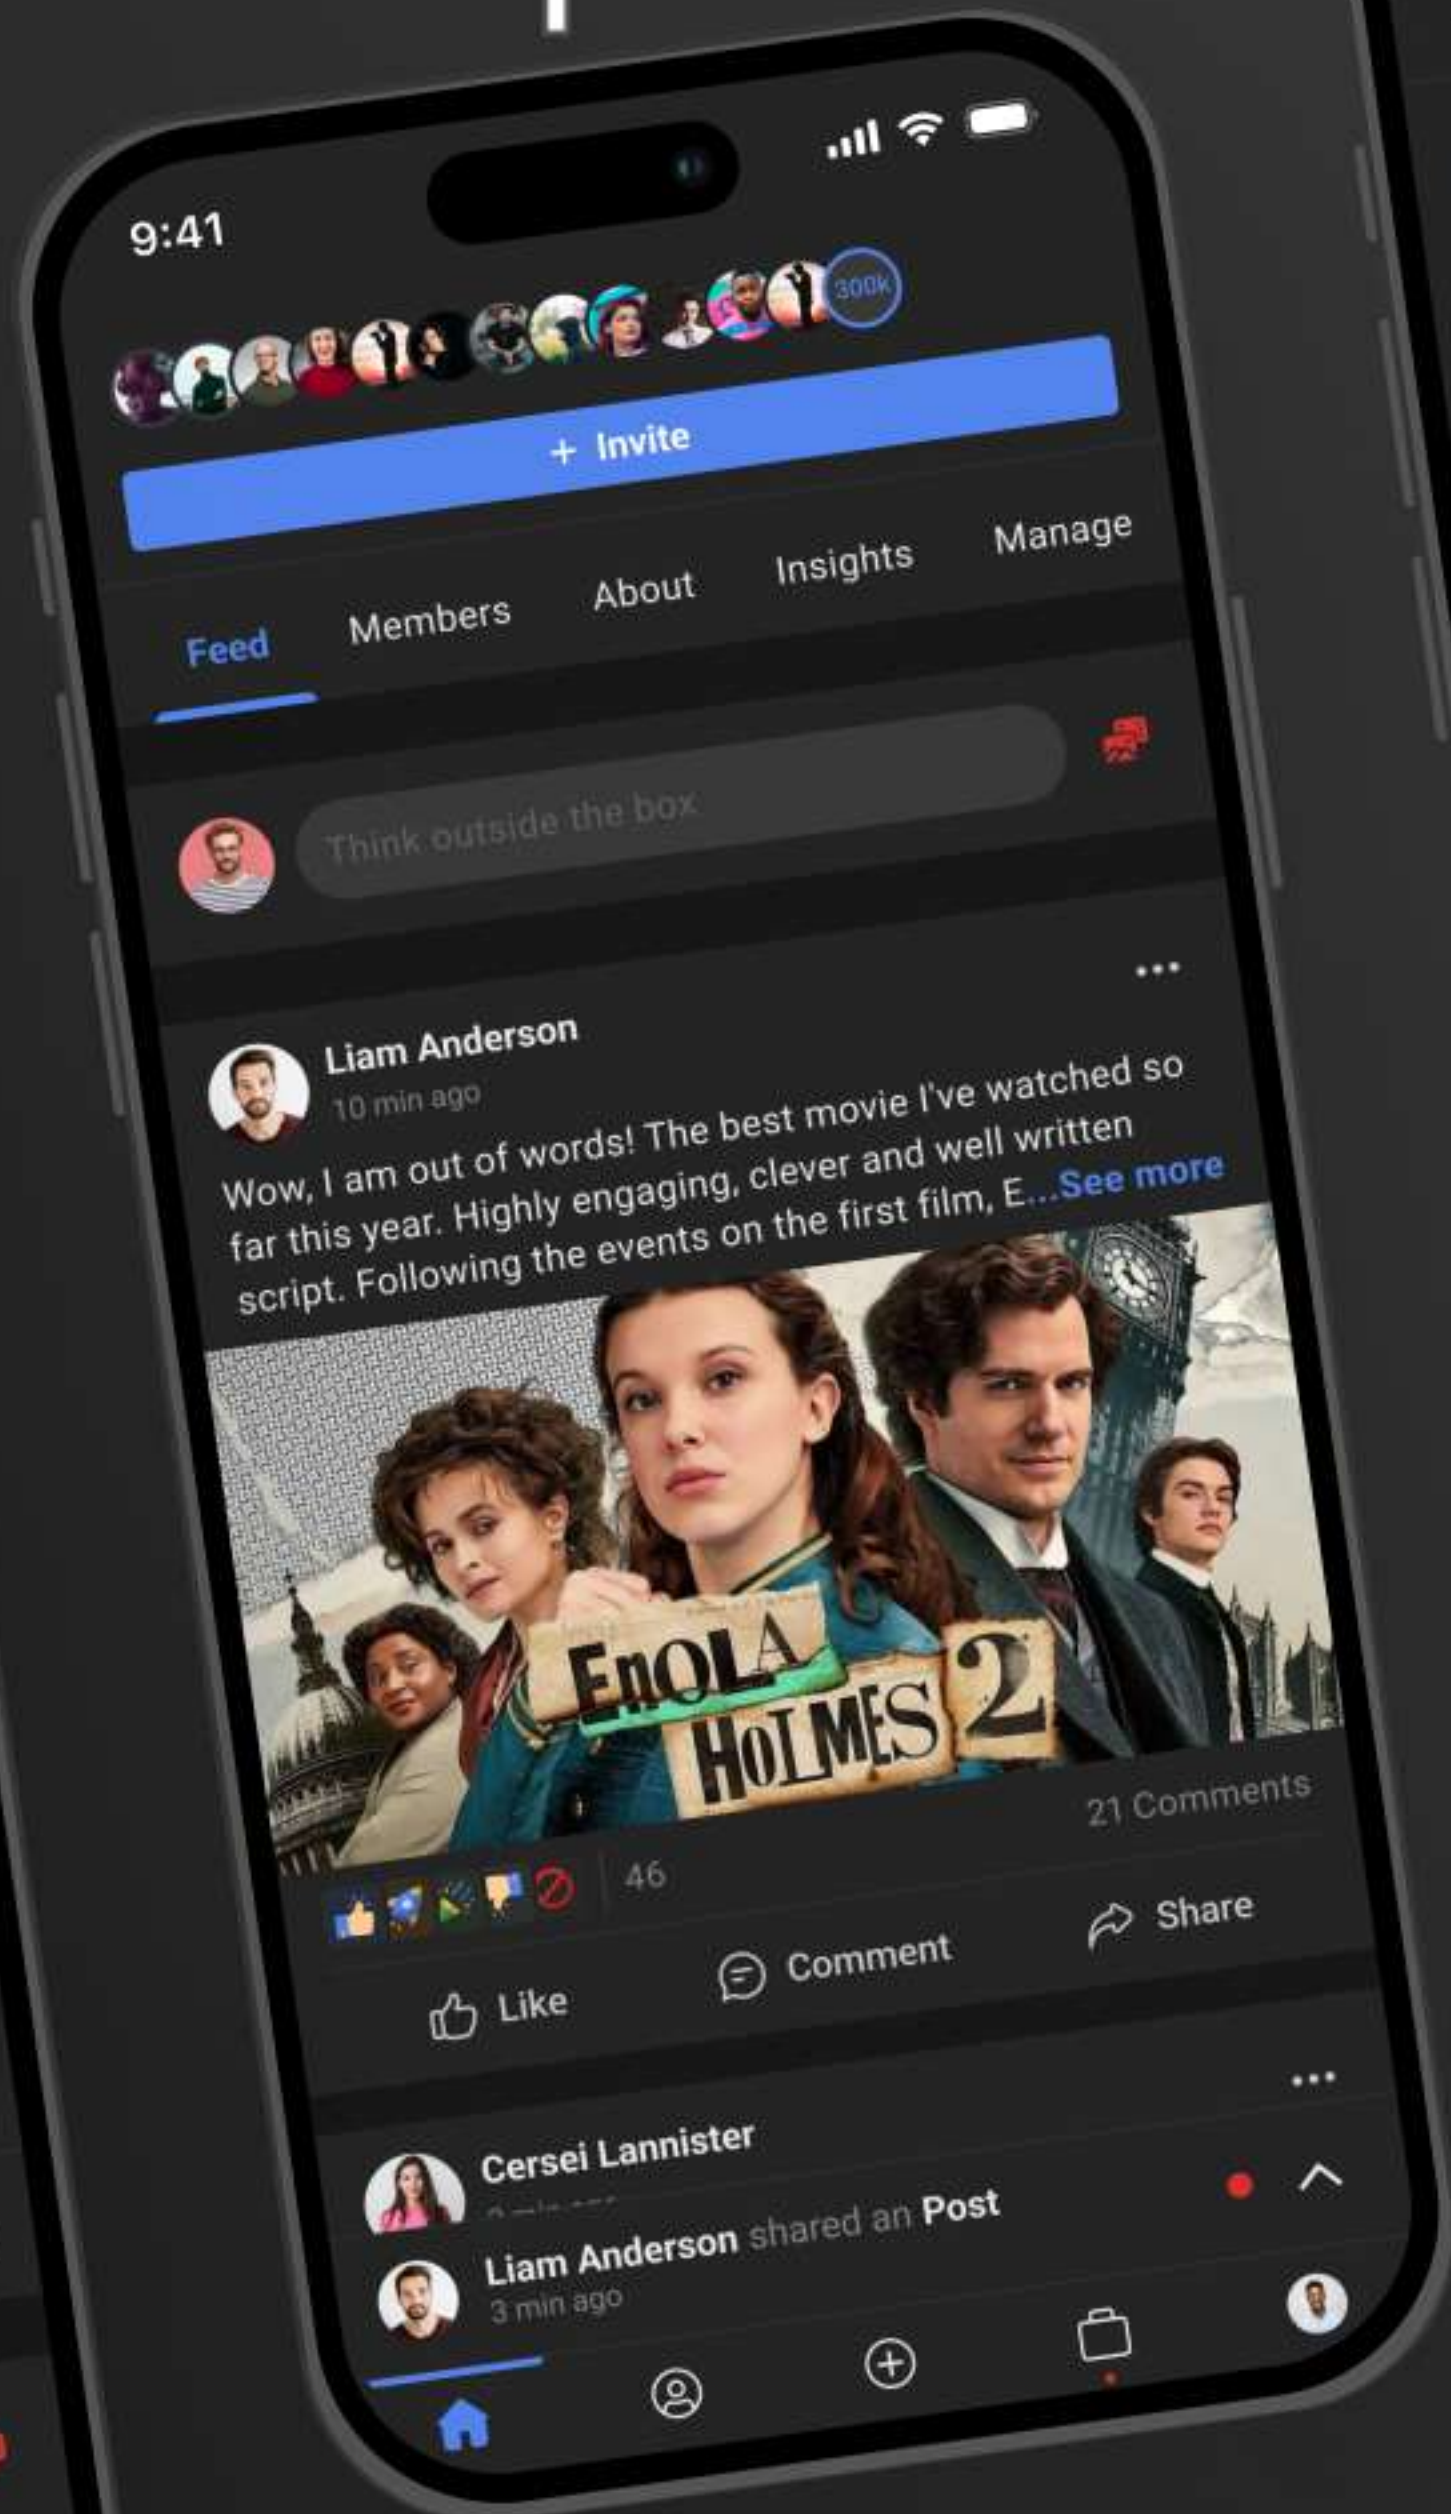 9:41
300k
+ Invite
Feed Members About Insights Manage
Think outside the box
Liam Anderson
10 min ago
Wow, I am out of words! The best movie I've watched so
far this year. Highly engaging, clever and well written
script. Following the events on the first film, E...See more
ENOLA
HOLMES 2
46
21 Comments
Like Comment Share
Cersei Lannister
Liam Anderson shared an Post
3 min ago